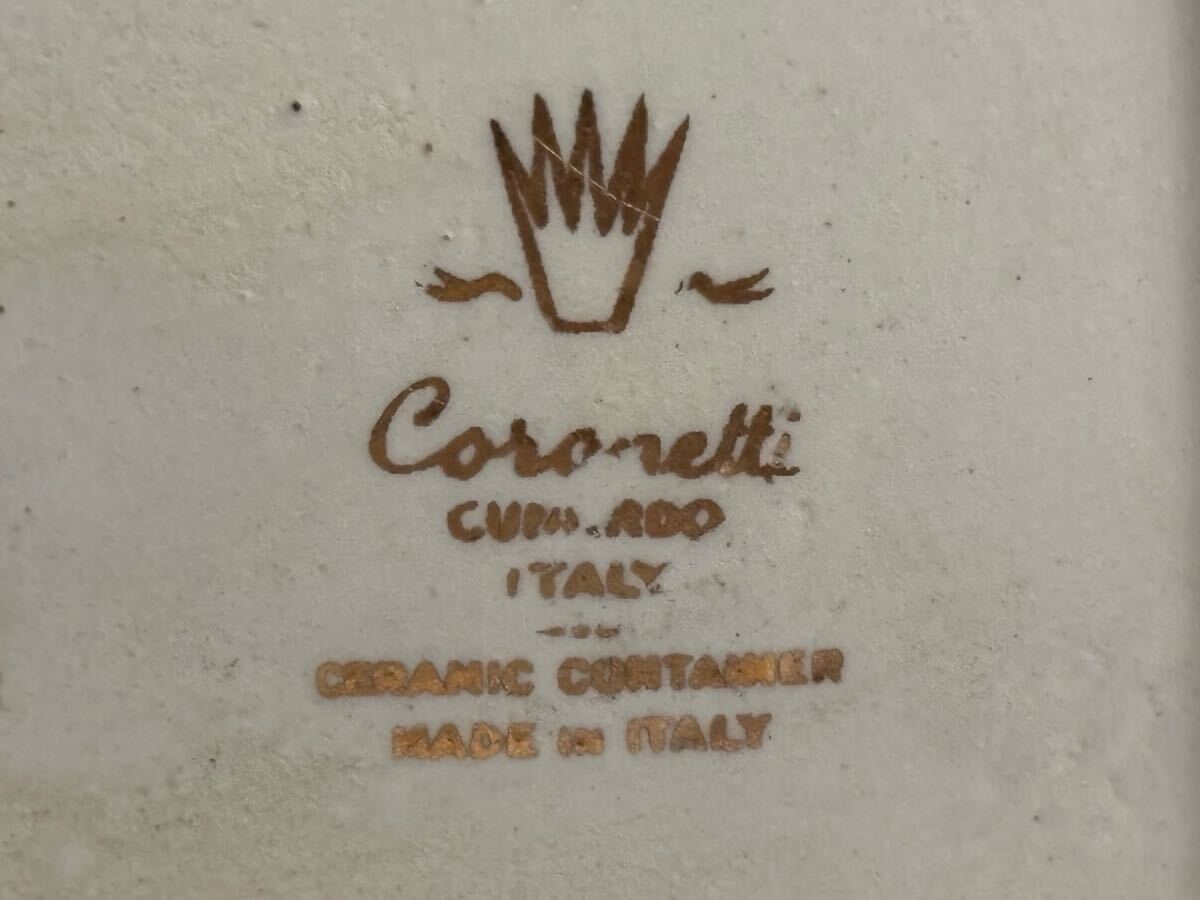 Coronetti
ITALY
CERAMIC CONTAINER
MADE IN ITALY